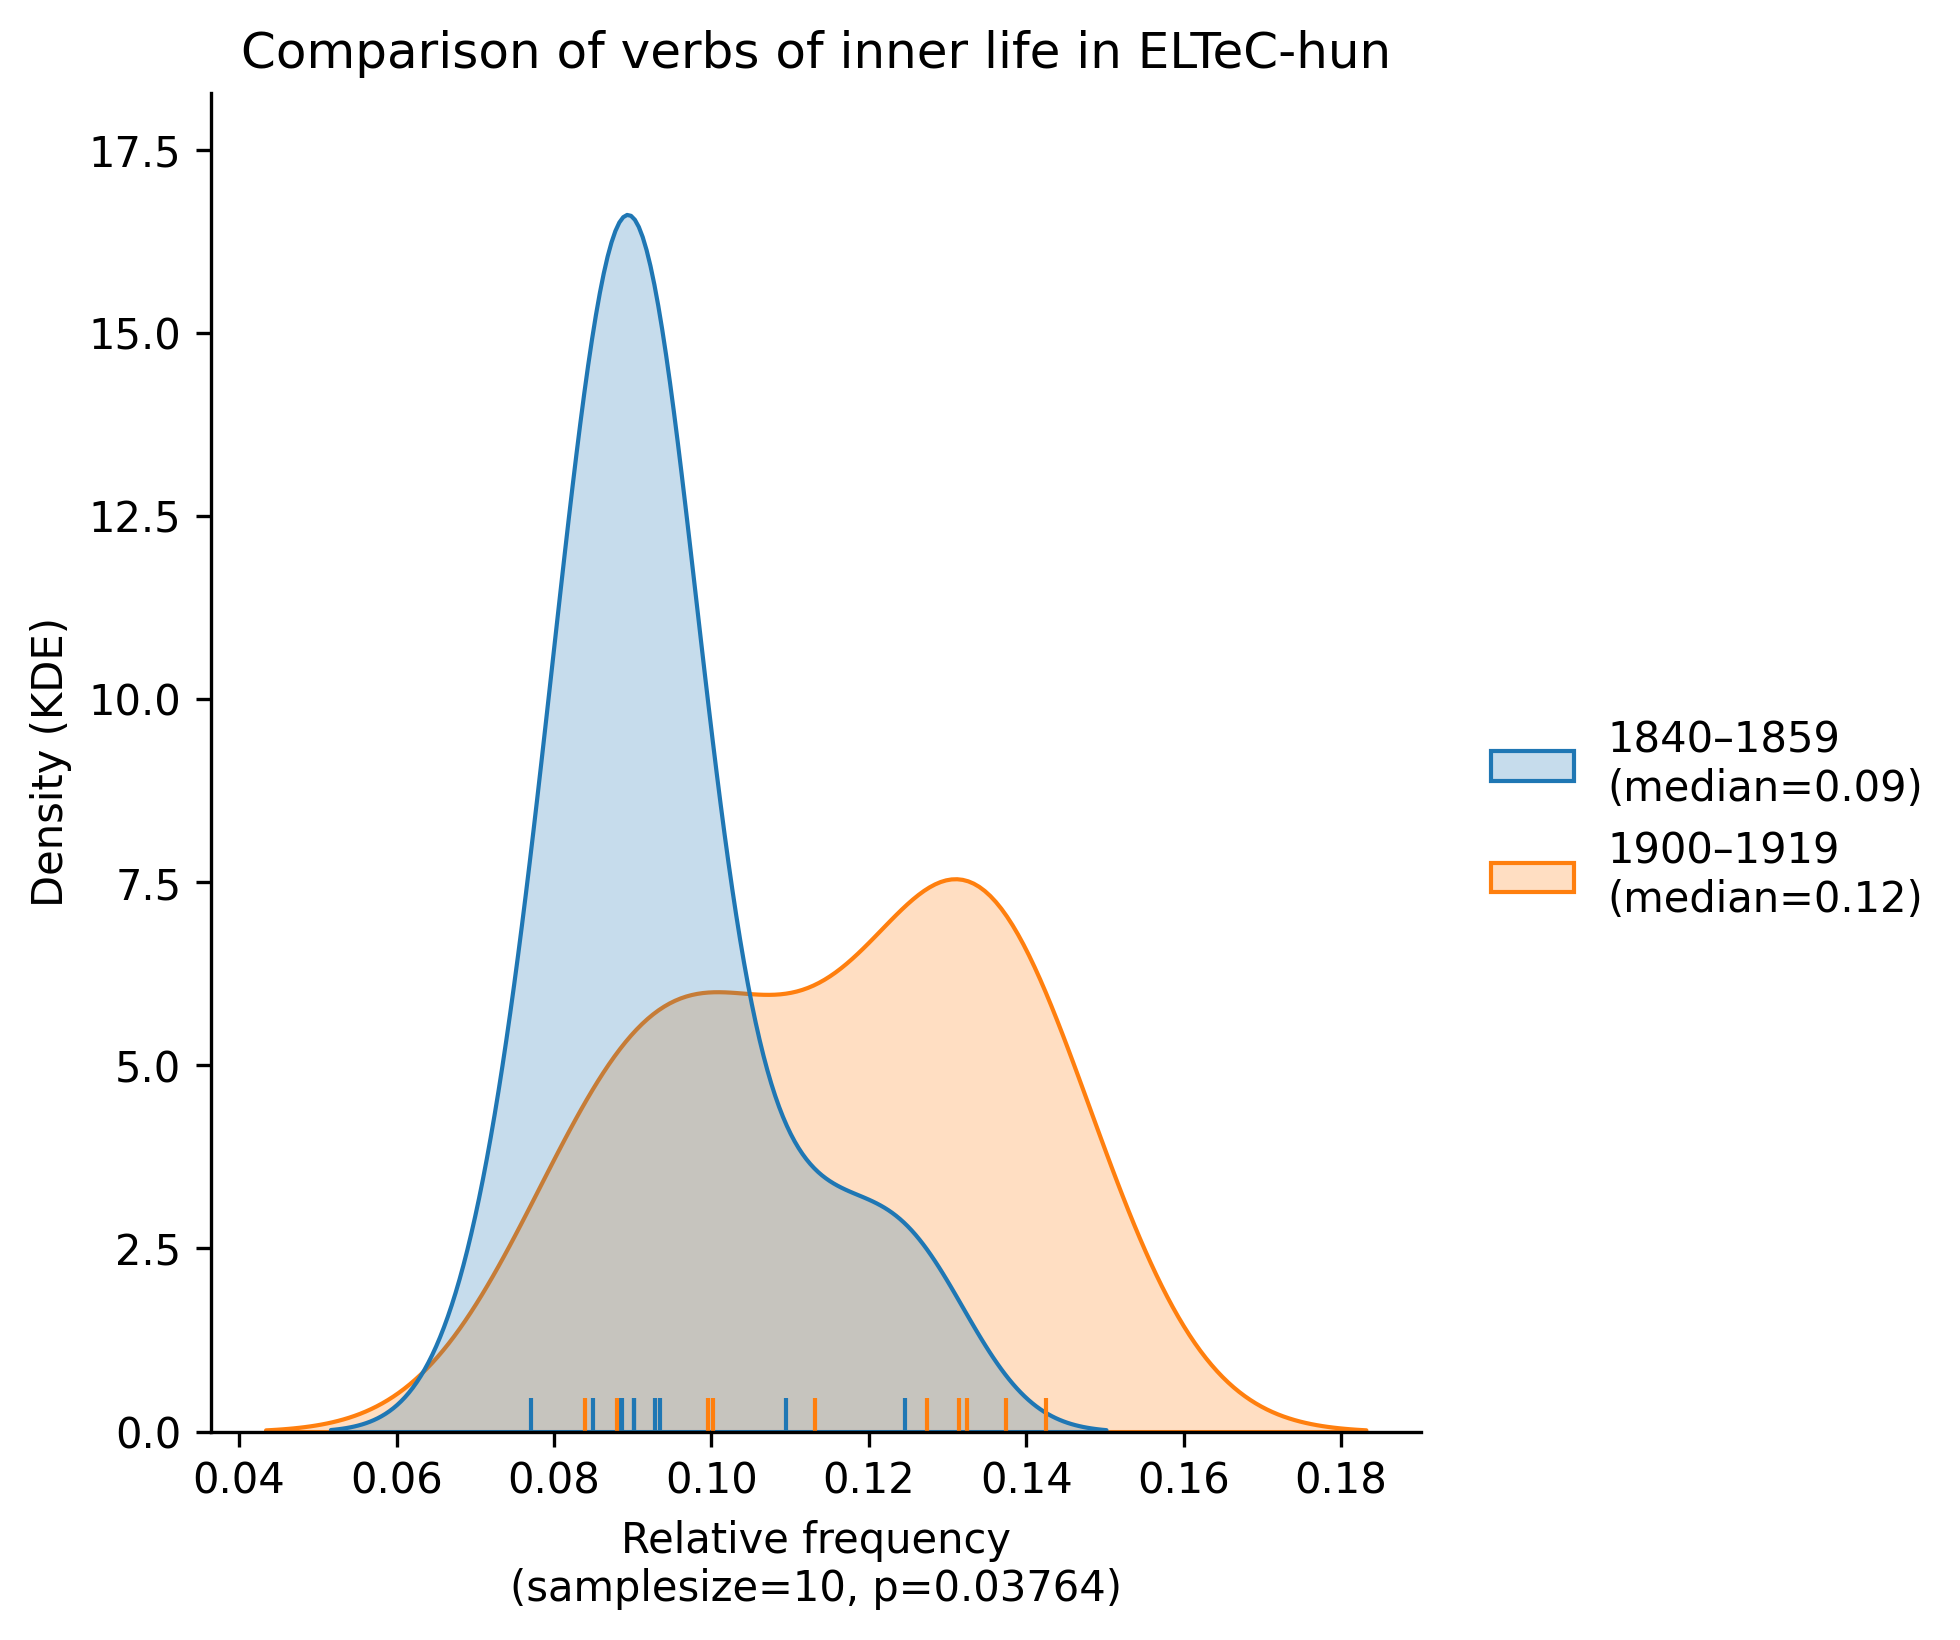 Comparison of verbs of inner life in ELTeC-hun
17.5
15.0
12.5
10.0
7.5
5.0
2.5
0.0
Density (KDE)
0.04 0.06 0.08 0.10 0.12 0.14 0.16 0.18
Relative frequency
(samplesize=10, p=0.03764)
1840–1859
(median=0.09)
1900–1919
(median=0.12)